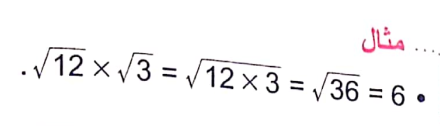 .... مثال
• √12 × √3 = √12 × 3 = √36 = 6 .